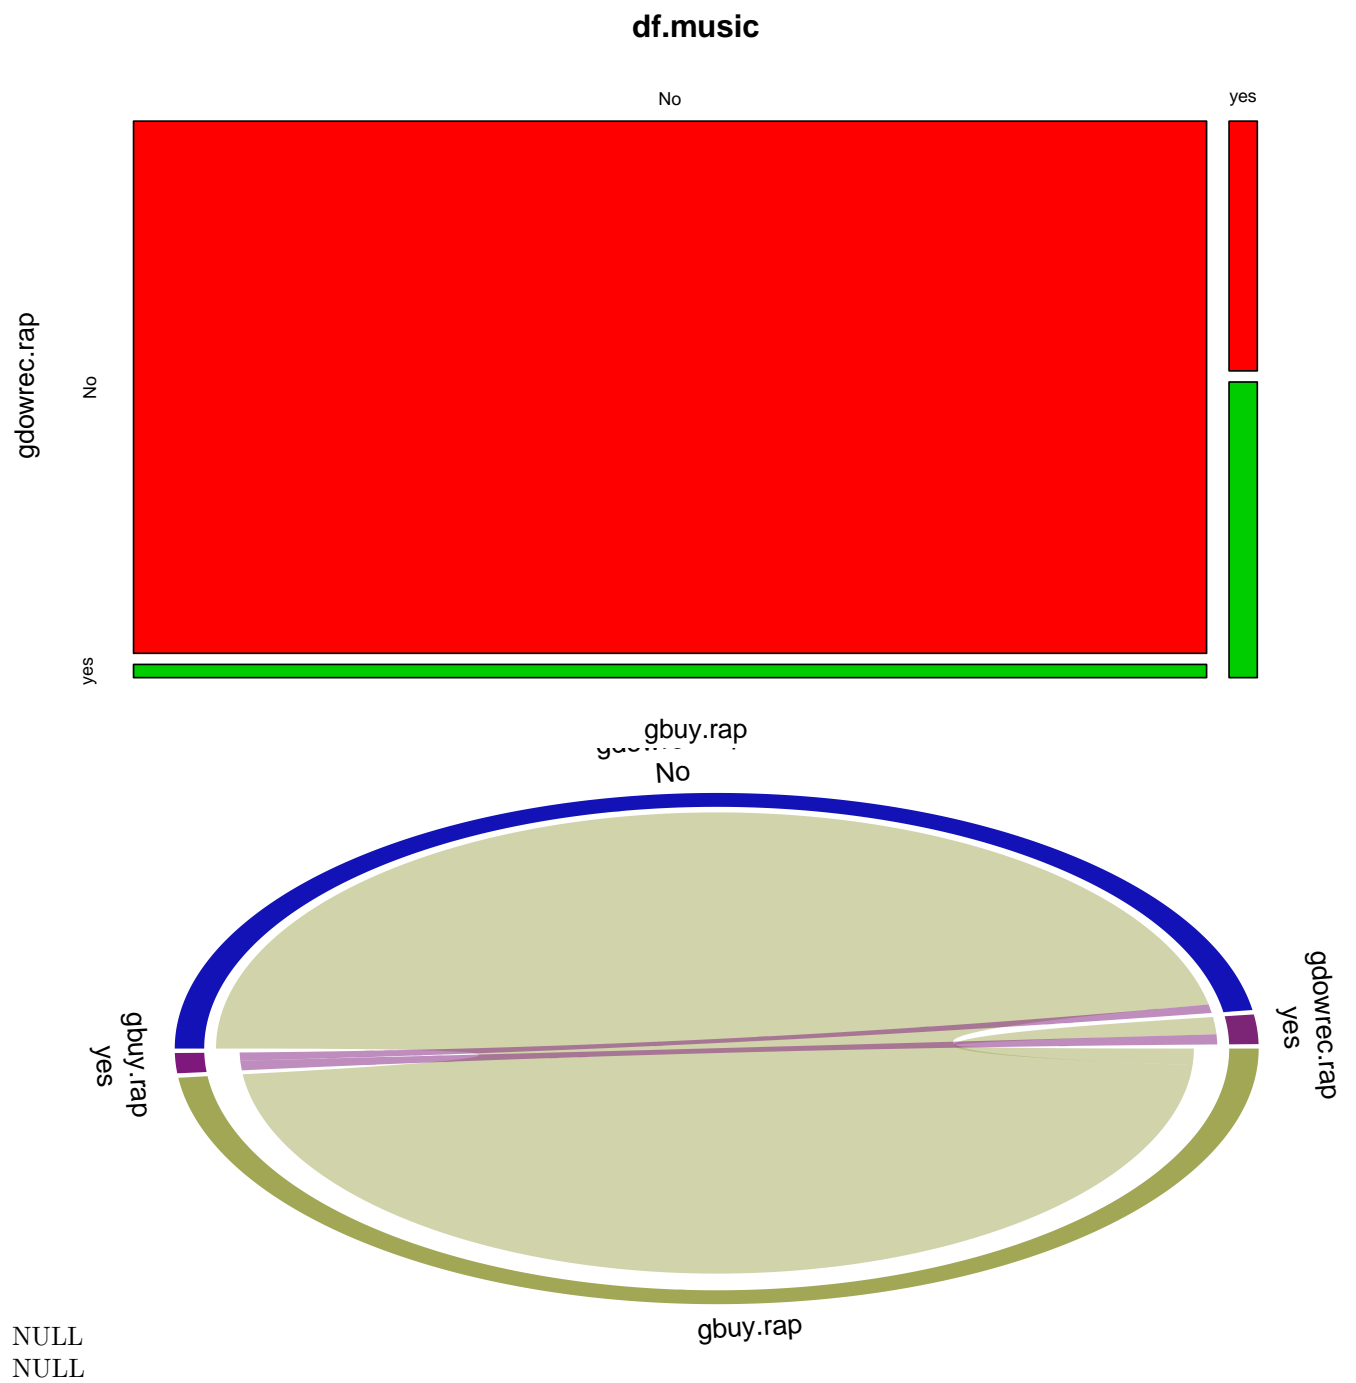 df.music
No
yes
gdowrec.rap
No
yes
gbuy.rap
No
gdowrec.rap
yes
gbuy.rap
yes
gbuy.rap
NULL
NULL